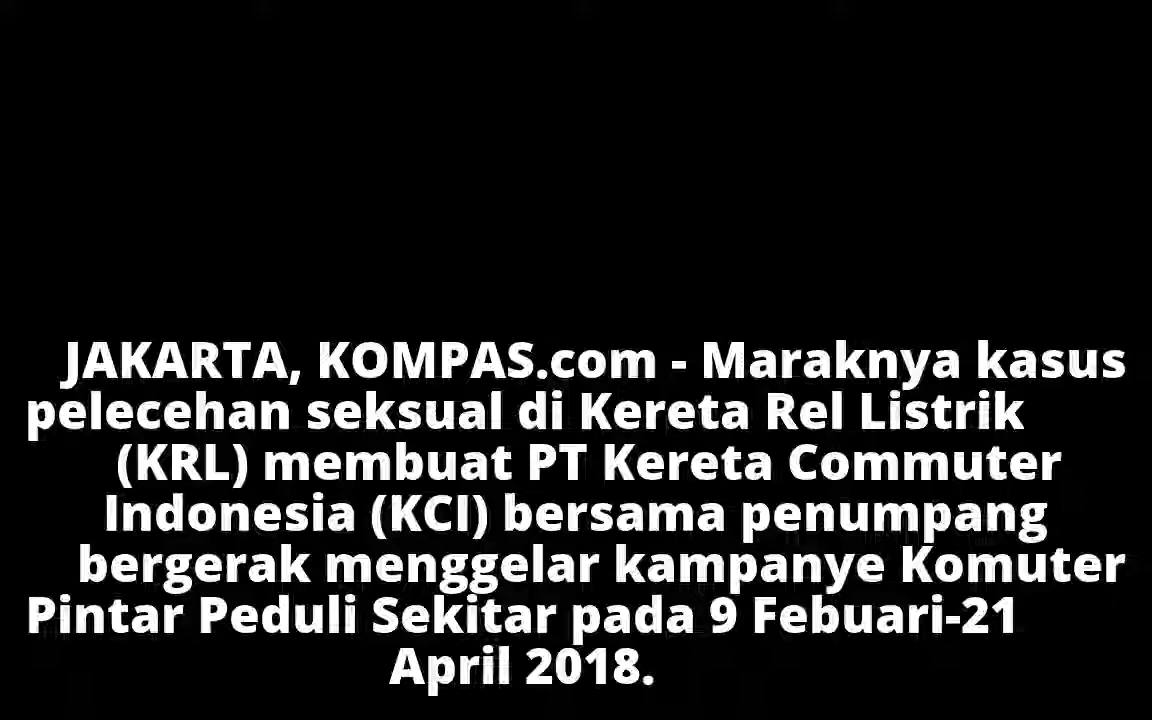 JAKARTA, KOMPAS.com - Maraknya kasus
pelecehan seksual di Kereta Rel Listrik
(KRL) membuat PT Kereta Commuter
Indonesia (KCI) bersama penumpang
bergerak menggelar kampanye Komuter
Pintar Peduli Sekitar pada 9 Febuari-21
April 2018.